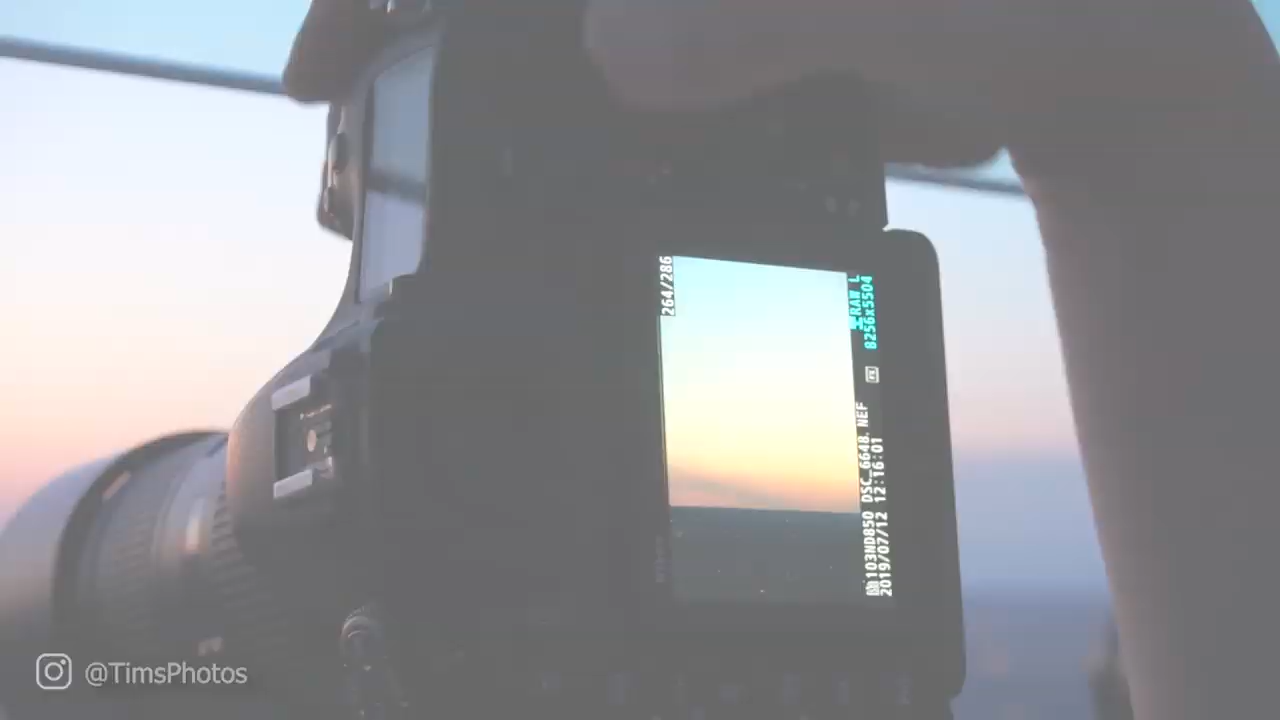 264/286
RAW L
8256x5504
103ND850 DSC_6648.NEF
2019/07/12 12:16:01
@TimsPhotos